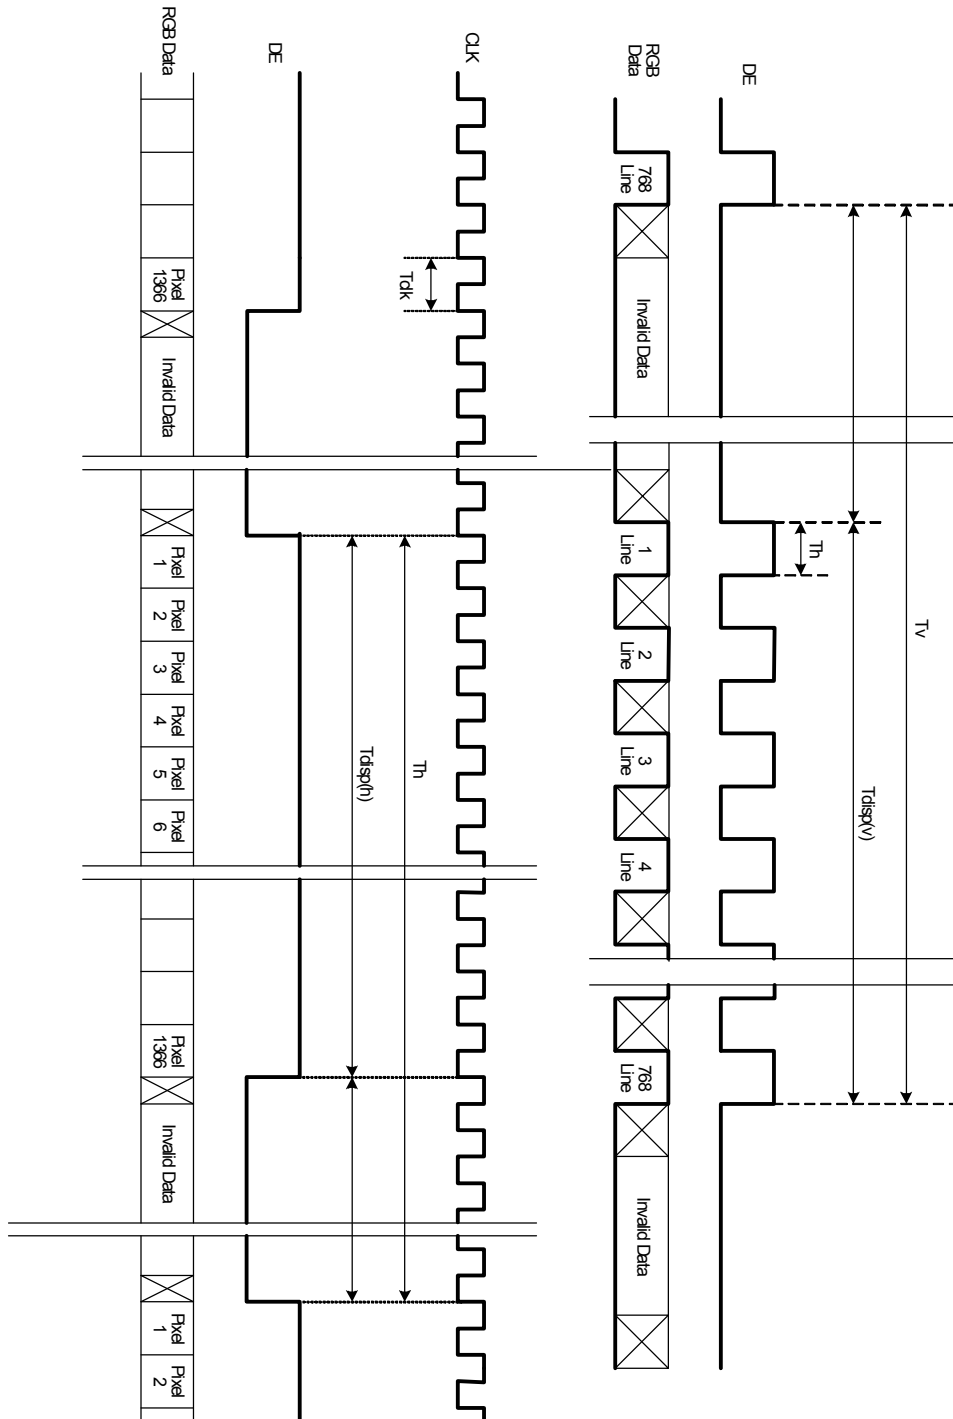 DE
RGB
Data
768
Line
Invalid Data
1
Line
2
Line
3
Line
4
Line
768
Line
Invalid Data
Th
Tv
Tdisp(v)
CLK
Tclk
Th
Tdisp(h)
DE
RGB Data
Pixel
1366
Invalid Data
Pixel
1
Pixel
2
Pixel
3
Pixel
4
Pixel
5
Pixel
6
Pixel
1366
Invalid Data
Pixel
1
Pixel
2